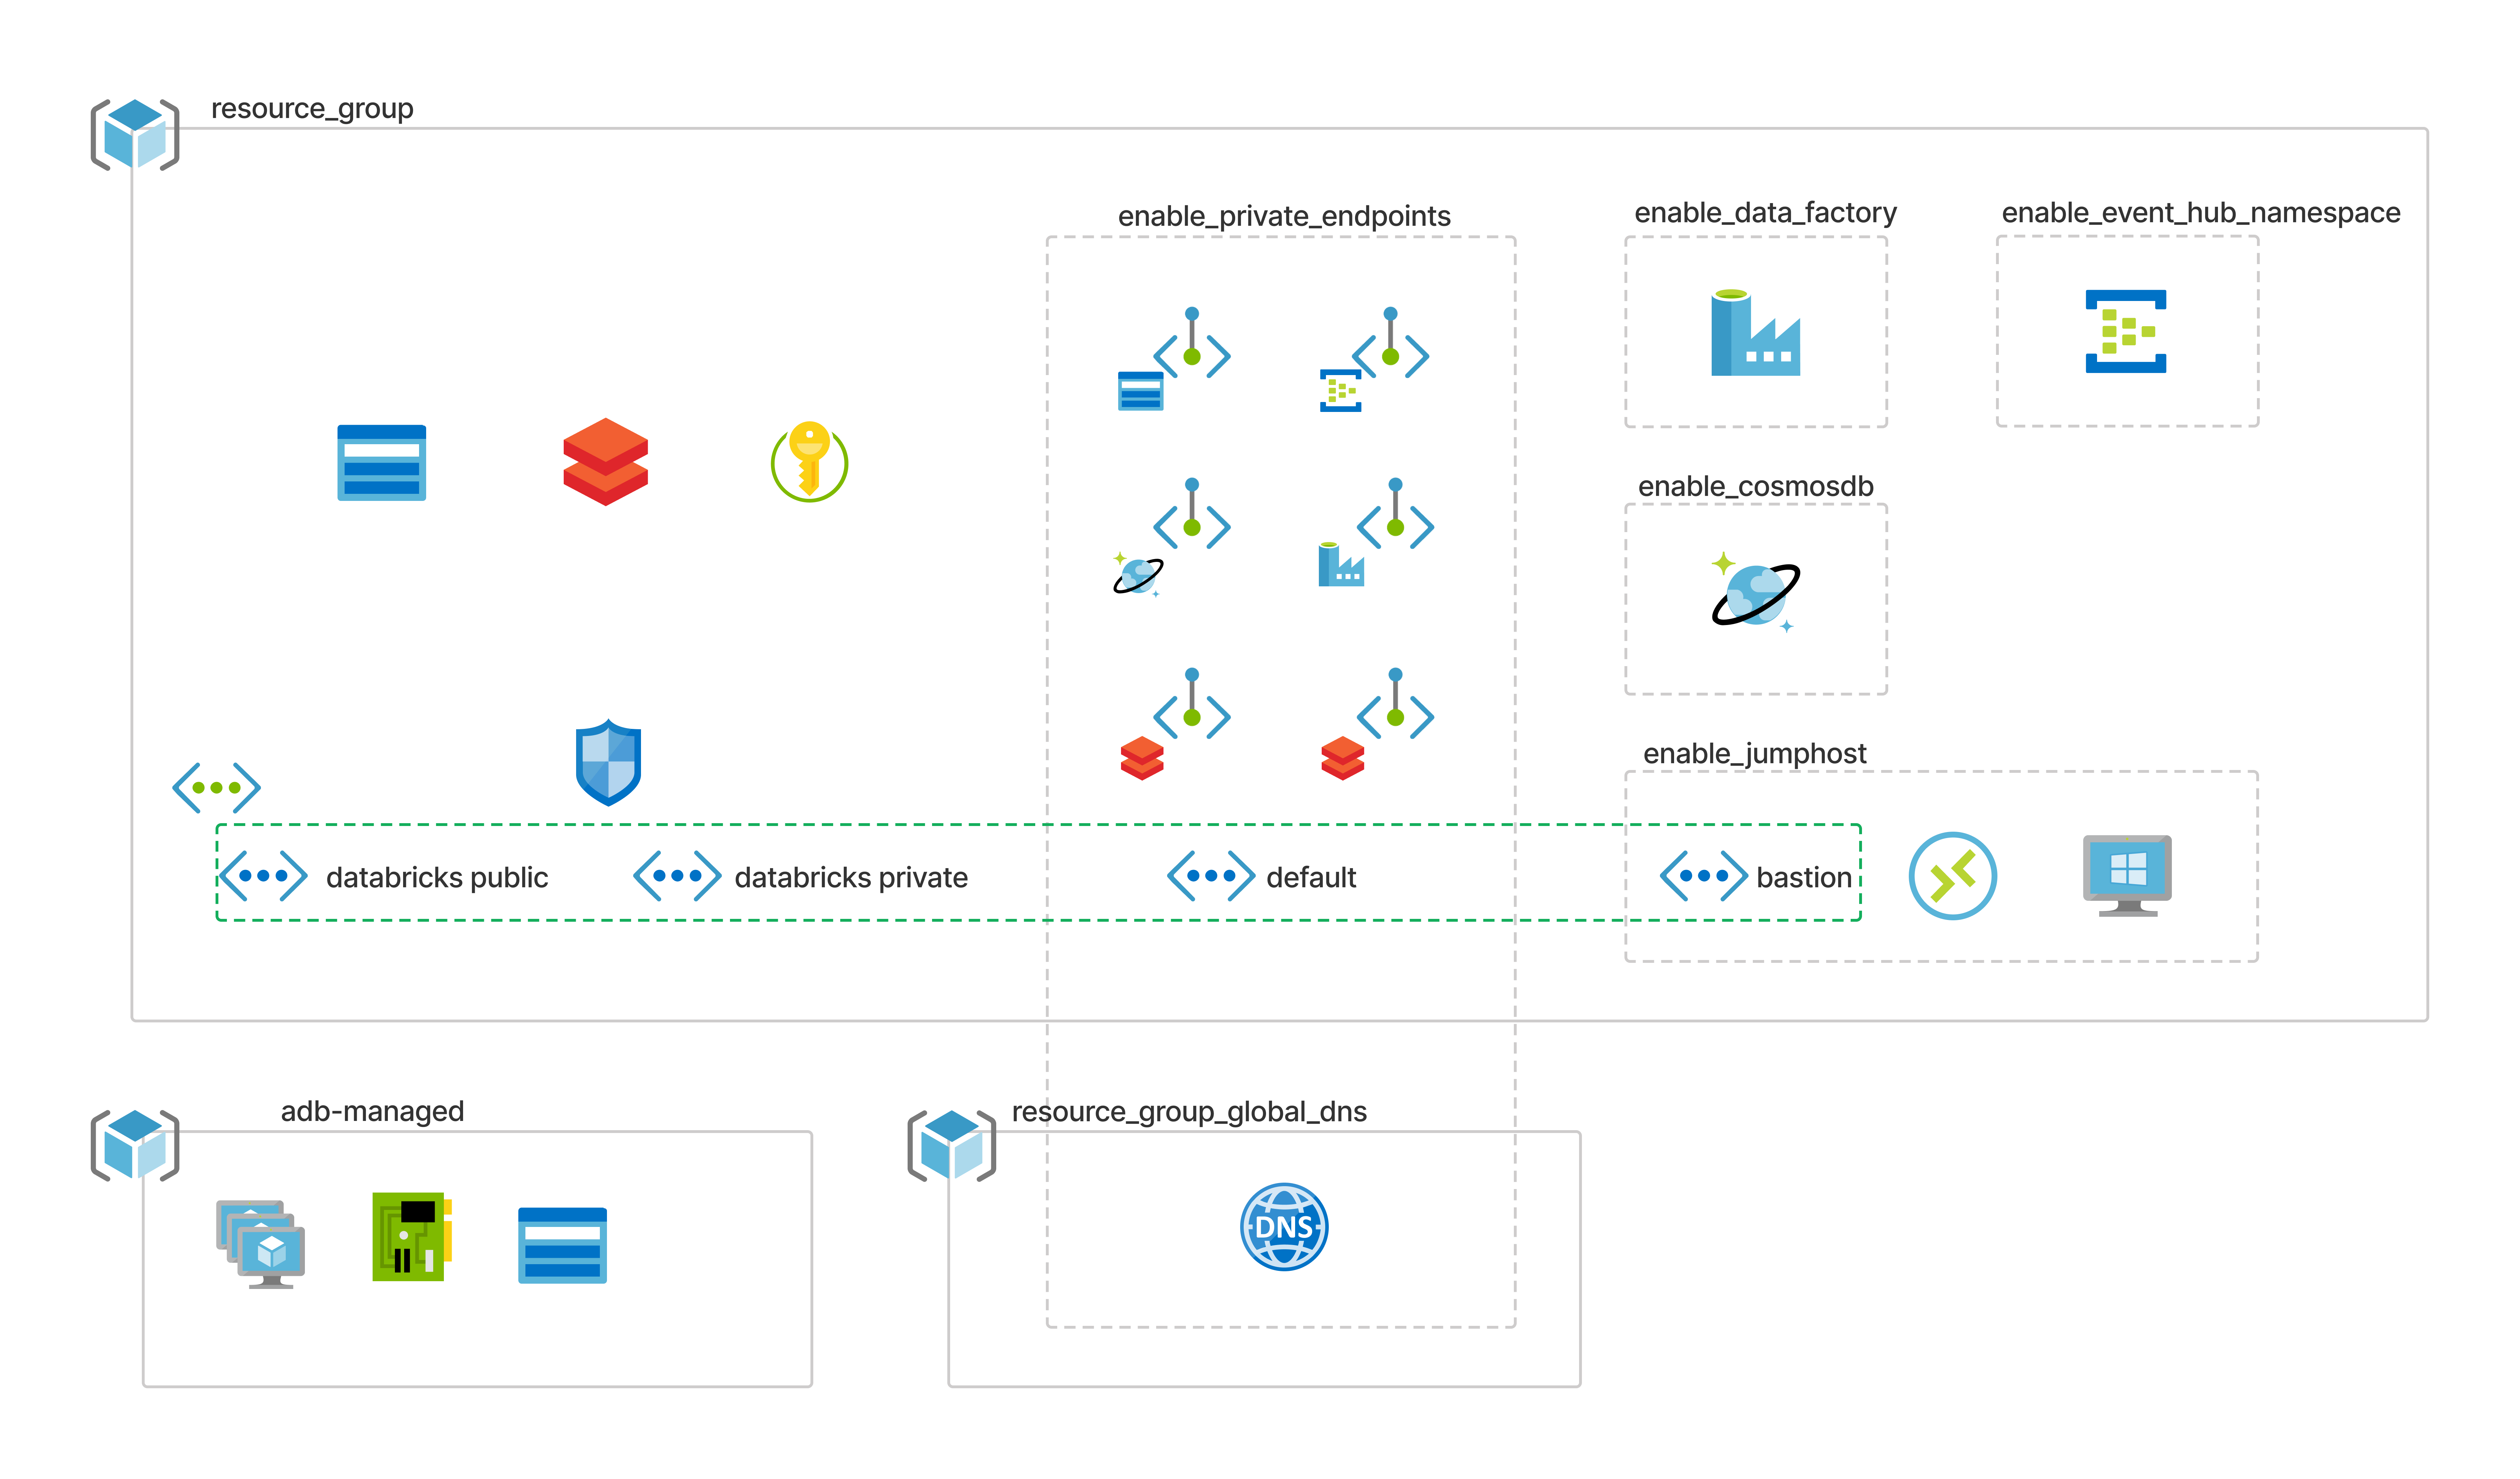 resource_group
enable_private_endpoints
enable_data_factory
enable_event_hub_namespace
enable_cosmosdb
enable_jumphost
databricks public
databricks private
default
bastion
adb-managed
resource_group_global_dns
DNS